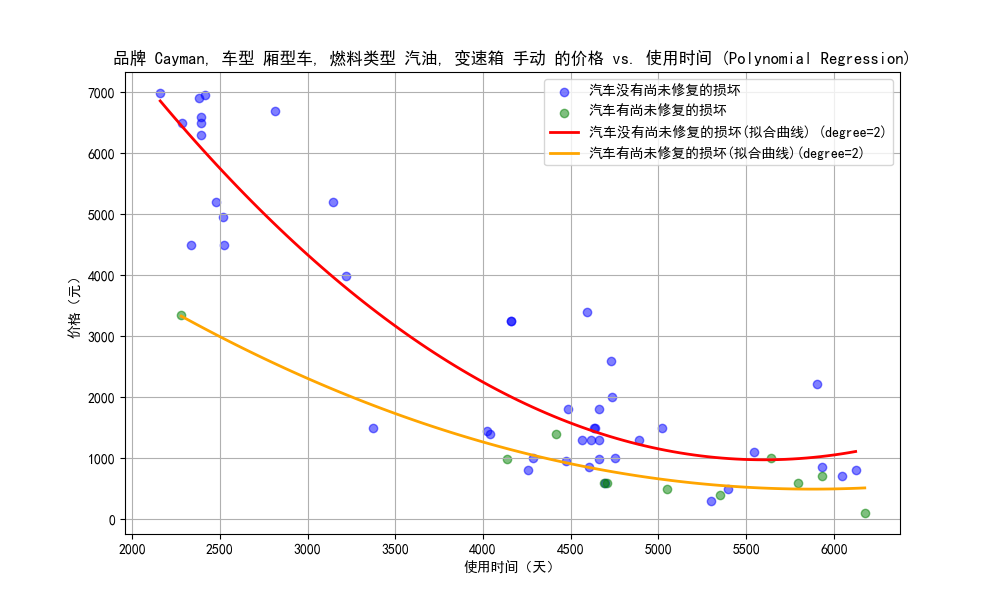 品牌 Cayman, 车型 厢型车, 燃料类型 汽油, 变速箱 手动 的价格 vs. 使用时间 (Polynomial Regression)
汽车没有尚未修复的损坏
汽车有尚未修复的损坏
汽车没有尚未修复的损坏(拟合曲线) (degree=2)
汽车有尚未修复的损坏(拟合曲线)(degree=2)
价格（元）
7000
6000
5000
4000
3000
2000
1000
0
2000 2500 3000 3500 4000 4500 5000 5500 6000
使用时间（天）